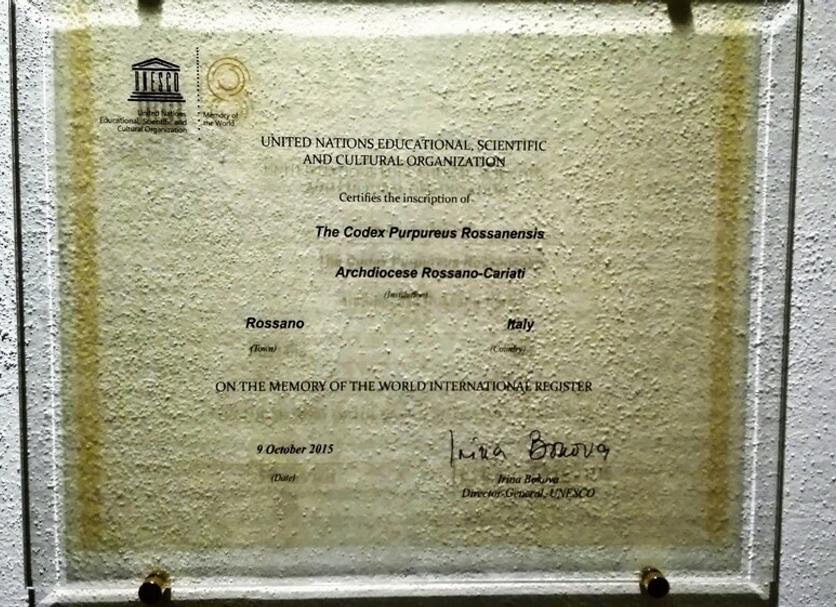 UNESCO
United Nations
Educational, Scientific and
Cultural Organization
Memory of
the World
UNITED NATIONS EDUCATIONAL, SCIENTIFIC
AND CULTURAL ORGANIZATION
Certifies the inscription of
The Codex Purpureus Rossanensis
Archdiocese Rossano-Cariati
(Institution)
Rossano Italy
(Town) (Country)
ON THE MEMORY OF THE WORLD INTERNATIONAL REGISTER
9 October 2015
(Date)
Irina Bokova
Irina Bokova
Director-General, UNESCO